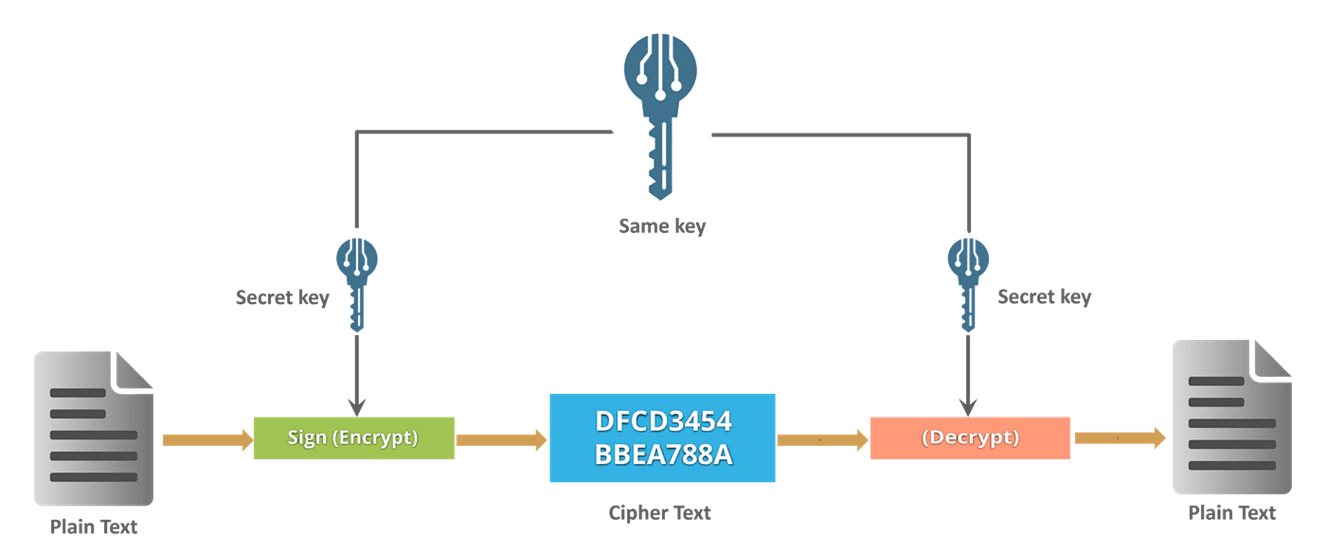 Same key
Secret key
Secret key
Sign (Encrypt)
DFCD3454
BBEA788A
(Decrypt)
Plain Text
Cipher Text
Plain Text